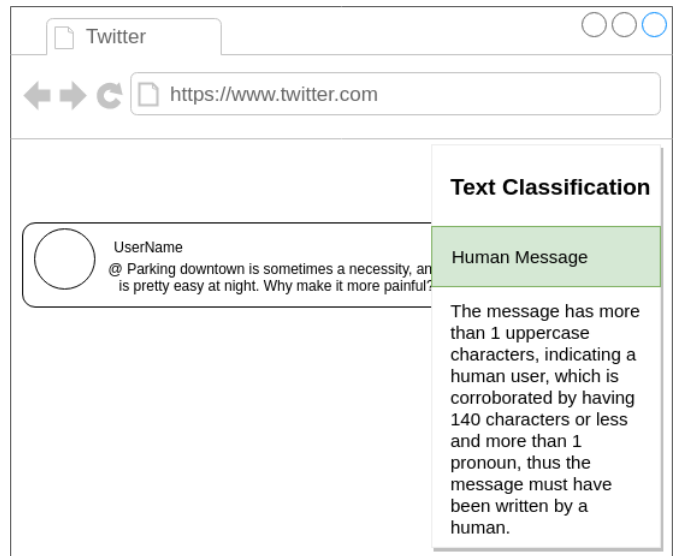 Twitter
https://www.twitter.com
Text Classification
UserName
@ Parking downtown is sometimes a necessity, an
is pretty easy at night. Why make it more painful?
Human Message
The message has more
than 1 uppercase
characters, indicating a
human user, which is
corroborated by having
140 characters or less
and more than 1
pronoun, thus the
message must have
been written by a
human.